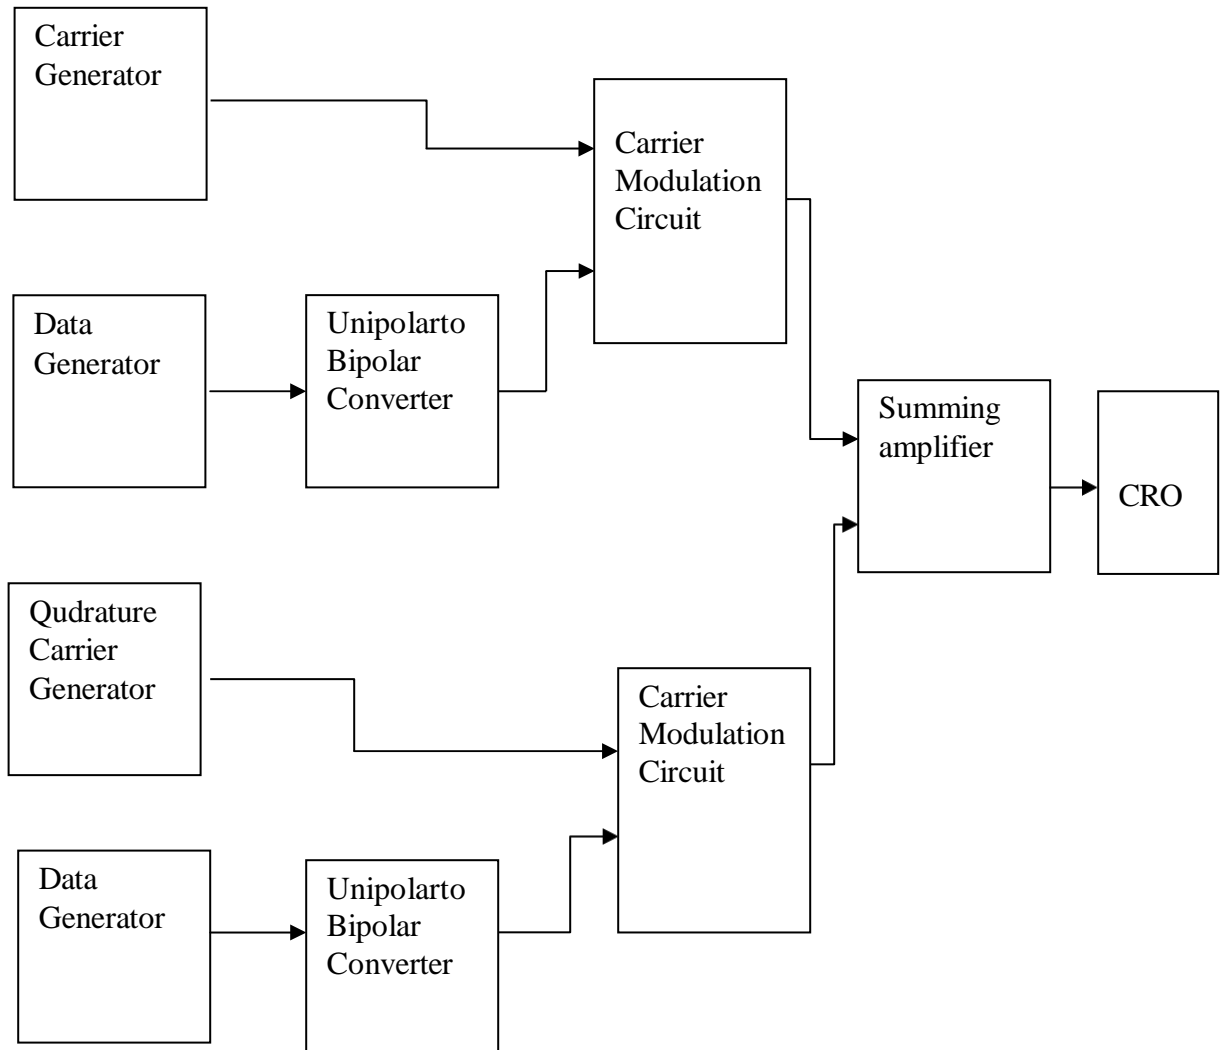 Carrier
Generator
Carrier
Modulation
Circuit
Data
Generator
Unipolarto
Bipolar
Converter
Summing
amplifier
CRO
Qudrature
Carrier
Generator
Carrier
Modulation
Circuit
Data
Generator
Unipolarto
Bipolar
Converter